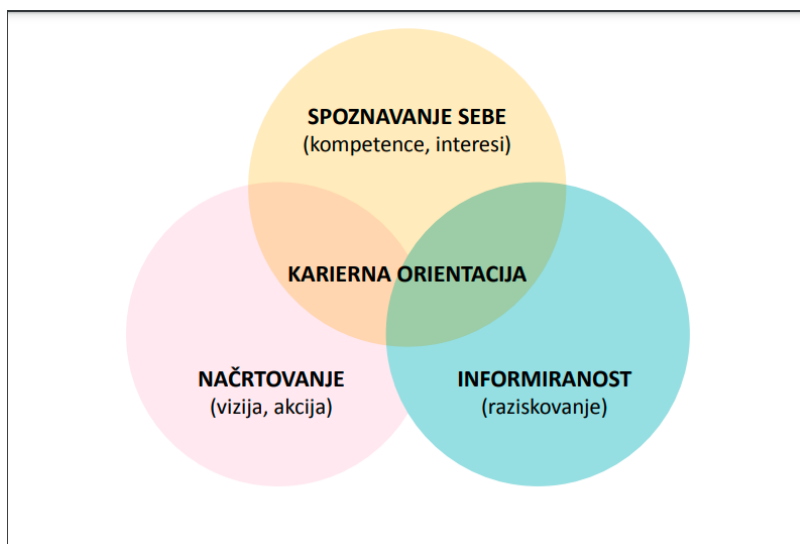 SPOZNAVANJE SEBE
(kompetence, interesi)
KARIERNA ORIENTACIJA
NAČRTOVANJE
(vizija, akcija)
INFORMIRANOST
(raziskovanje)